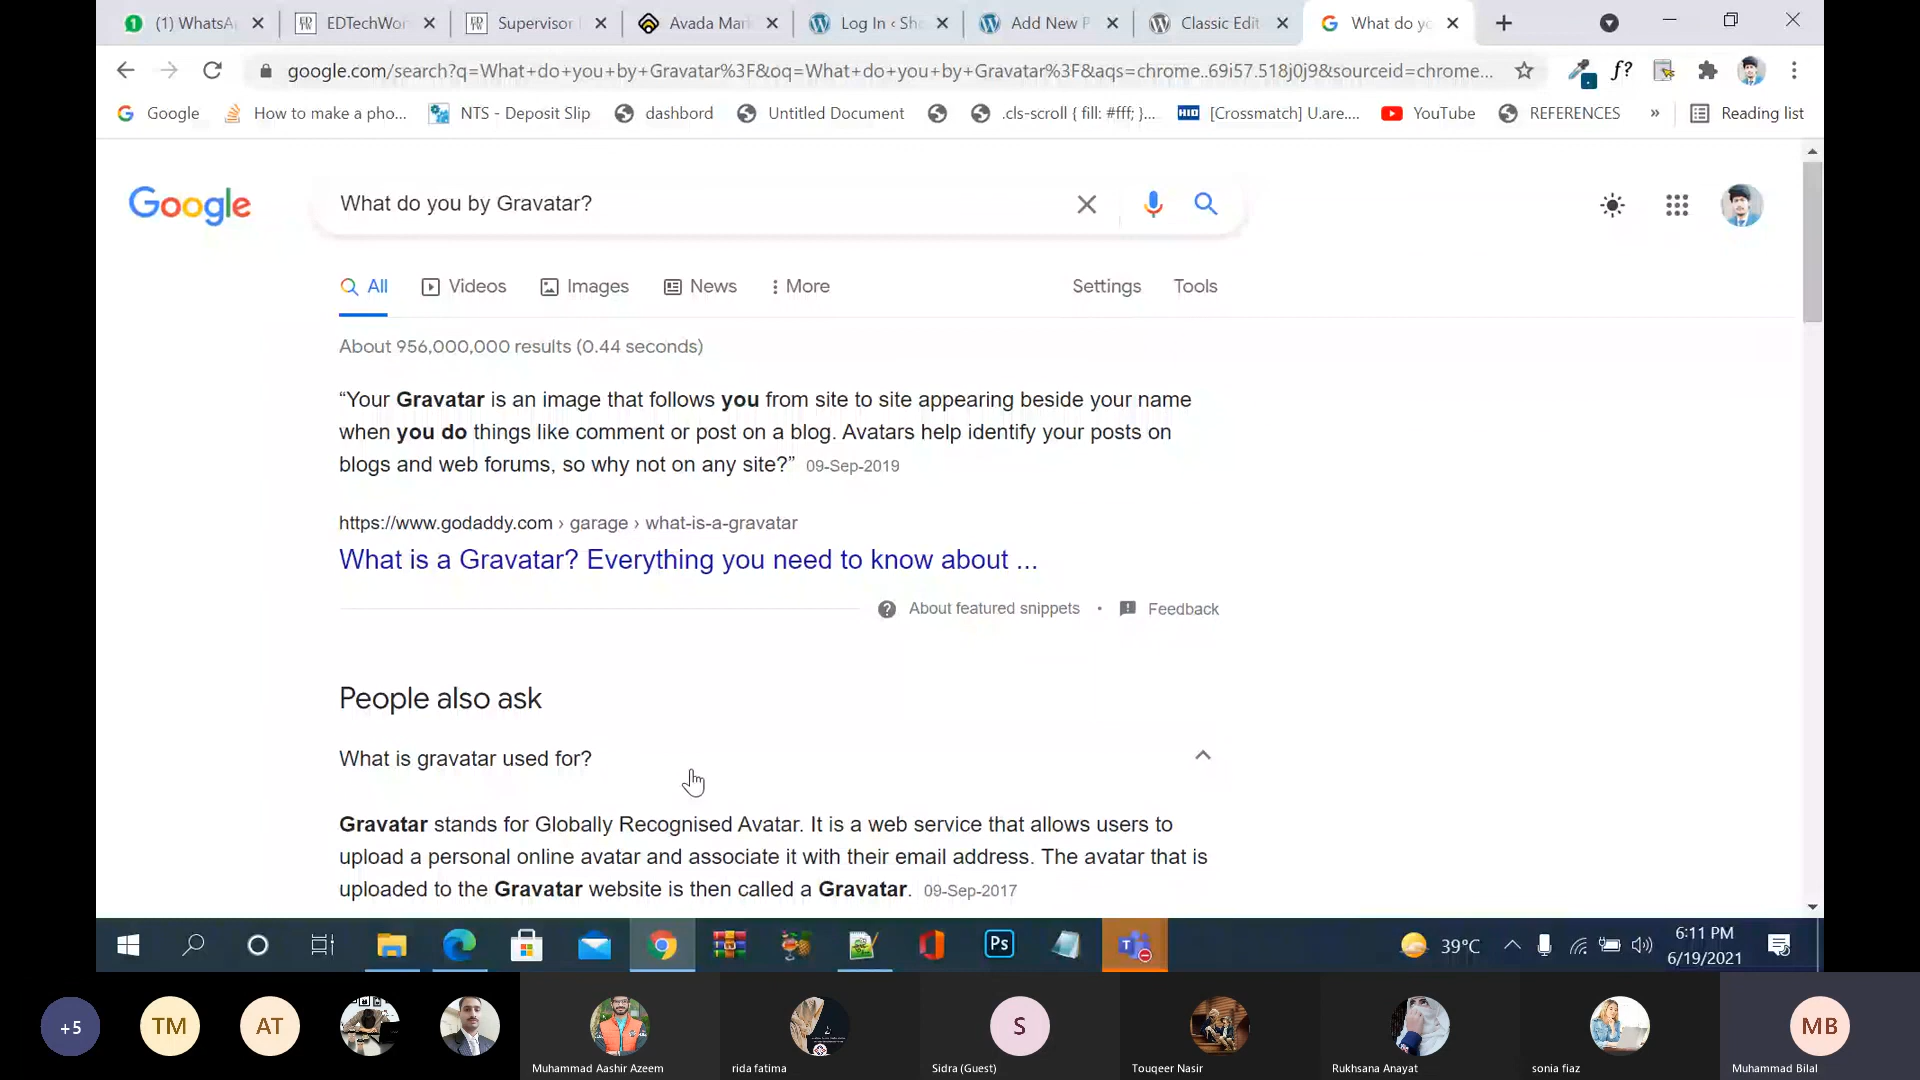 (1) WhatsA
EDTechWor
Supervisor
Avada Mar
Log In ‹ Sh
Add New P
Classic Edit
What do yo
google.com/search?q=What+do+you+by+Gravatar%3F&oq=What+do+you+by+Gravatar%3F&aqs=chrome..69i57.518j0j9&sourceid=chrome...
f?
Google
How to make a pho...
NTS - Deposit Slip
dashbord
Untitled Document
.cls-scroll { fill: #fff; }...
HID
[Crossmatch] U.are....
YouTube
REFERENCES
»
Reading list
Google
What do you by Gravatar?
All
Videos
Images
News
More
Settings
Tools
About 956,000,000 results (0.44 seconds)
“Your Gravatar is an image that follows you from site to site appearing beside your name
when you do things like comment or post on a blog. Avatars help identify your posts on
blogs and web forums, so why not on any site?” 09-Sep-2019
https://www.godaddy.com › garage › what-is-a-gravatar
What is a Gravatar? Everything you need to know about ...
About featured snippets • Feedback
People also ask
What is gravatar used for?
Gravatar stands for Globally Recognised Avatar. It is a web service that allows users to
upload a personal online avatar and associate it with their email address. The avatar that is
uploaded to the Gravatar website is then called a Gravatar. 09-Sep-2017
Ps
39°C
6:11 PM
6/19/2021
+5
TM
AT
S
MB
Muhammad Aashir Azeem
rida fatima
Sidra (Guest)
Touqeer Nasir
Rukhsana Anayat
sonia fiaz
Muhammad Bilal